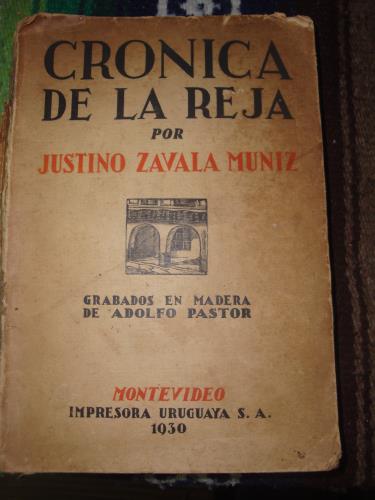 CRONICA
DE LA REJA
POR
JUSTINO ZAVALA MUNIZ
GRABADOS EN MADERA
DE ADOLFO PASTOR
MONTEVIDEO
IMPRESORA URUGUAYA S. A.
1930